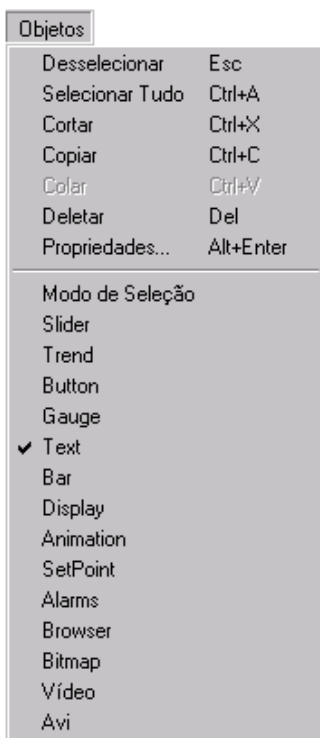 Objetos
Desselecionar Esc
Selecionar Tudo Ctrl+A
Cortar Ctrl+X
Copiar Ctrl+C
Colar Ctrl+V
Deletar Del
Propriedades... Alt+Enter
Modo de Seleção
Slider
Trend
Button
Gauge
Text
Bar
Display
Animation
SetPoint
Alarms
Browser
Bitmap
Vídeo
Avi